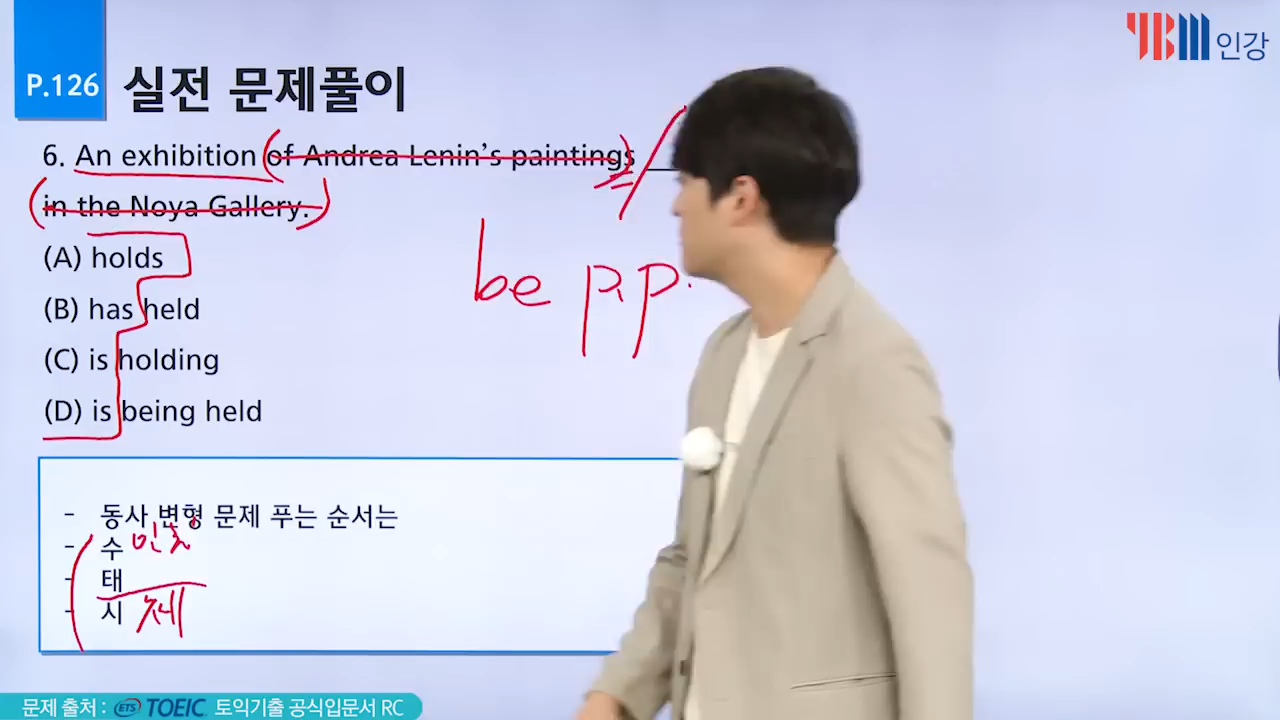 YBM 인강
P.126 실전 문제풀이
6. An exhibition of Andrea Lenin's paintings
in the Noya Gallery.
(A) holds
(B) has held
(C) is holding
(D) is being held
be p.p.
- 동사 변형 문제 푸는 순서는
- 수 일치
- 태
- 시 제
문제 출처 : ETS TOEIC 토익기출 공식입문서 RC